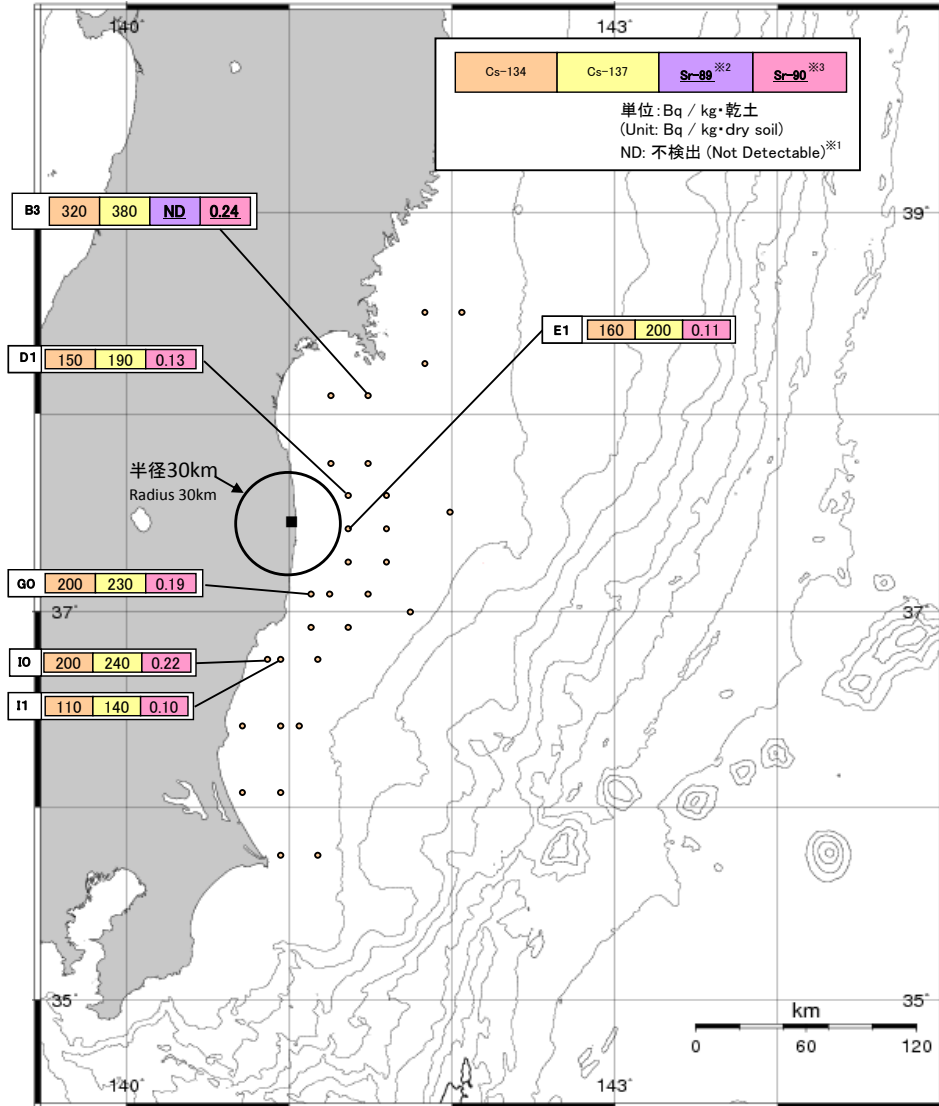 140°
143°
Cs-134 Cs-137 Sr-89※2 Sr-90※3
単位:Bq / kg・乾土
(Unit: Bq / kg・dry soil)
ND: 不検出 (Not Detectable)※1
B3 320 380 ND 0.24
39°
E1 160 200 0.11
D1 150 190 0.13
半径30km
Radius 30km
G0 200 230 0.19
37°
37°
I0 200 240 0.22
I1 110 140 0.10
35°
35°
km
0 60 120
140°
143°